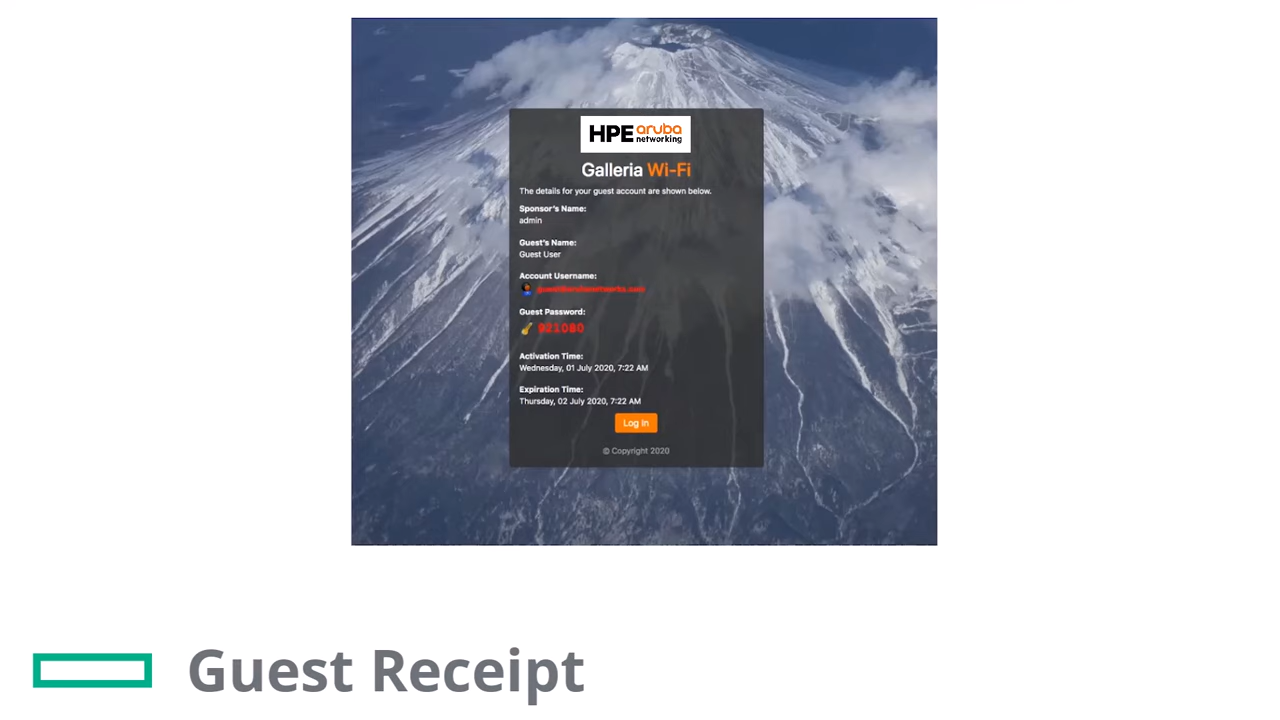 HPE aruba
networking
Galleria Wi-Fi
The details for your guest account are shown below.
Sponsor's Name:
admin
Guest's Name:
Guest User
Account Username:
Guest Password:
921080
Activation Time:
Wednesday, 01 July 2020, 7:22 AM
Expiration Time:
Thursday, 02 July 2020, 7:22 AM
Log In
© Copyright 2020
Guest Receipt